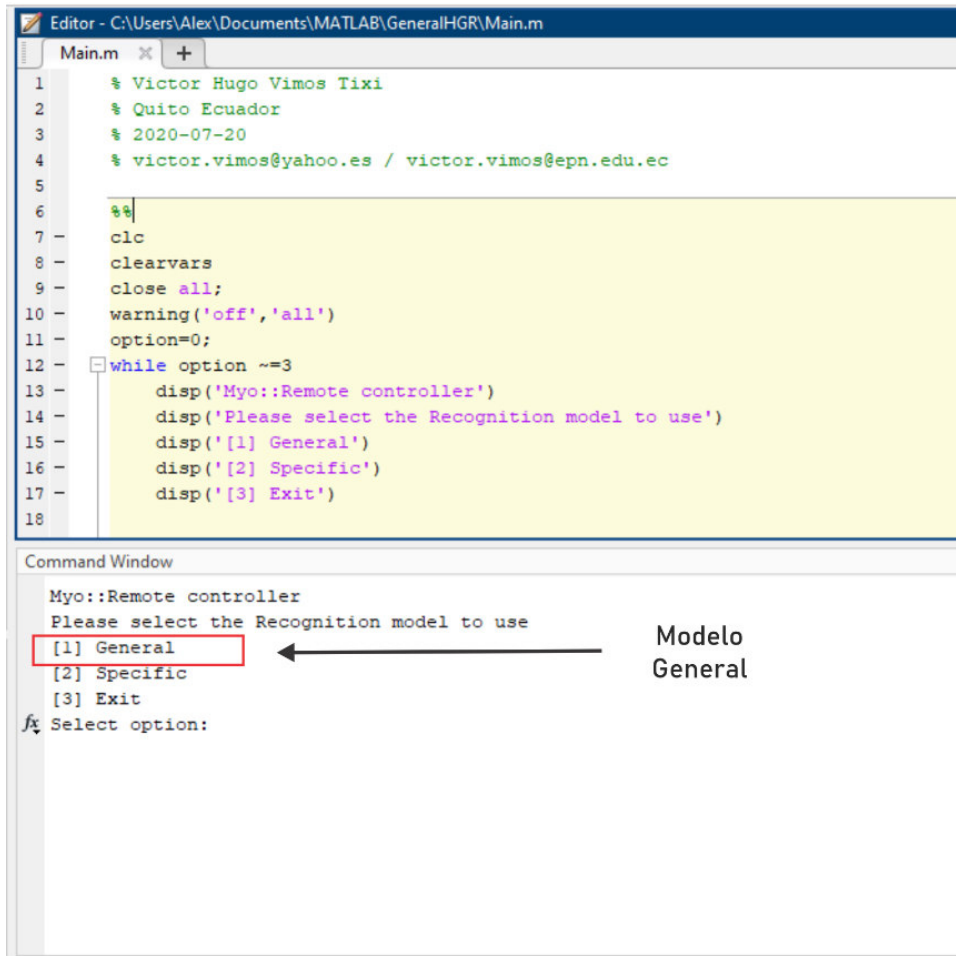 Editor - C:\Users\Alex\Documents\MATLAB\GeneralHGR\Main.m
Main.m × +
1 % Victor Hugo Vimos Tixi
2 % Quito Ecuador
3 % 2020-07-20
4 % victor.vimos@yahoo.es / victor.vimos@epn.edu.ec
5
6 %%
7 - clc
8 - clearvars
9 - close all;
10 - warning('off','all')
11 - option=0;
12 - while option ~=3
13 - disp('Myo::Remote controller')
14 - disp('Please select the Recognition model to use')
15 - disp('[1] General')
16 - disp('[2] Specific')
17 - disp('[3] Exit')
18
Command Window
Myo::Remote controller
Please select the Recognition model to use
[1] General
[2] Specific
[3] Exit
fx Select option:
Modelo
General